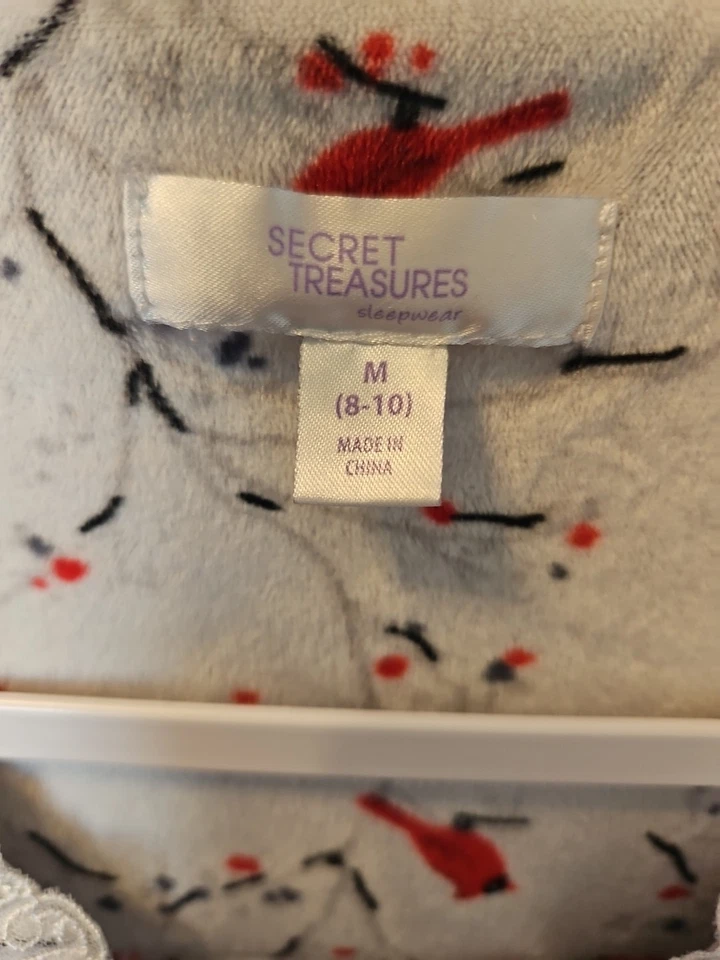 SECRET
TREASURES
sleepwear
M
(8-10)
MADE IN
CHINA